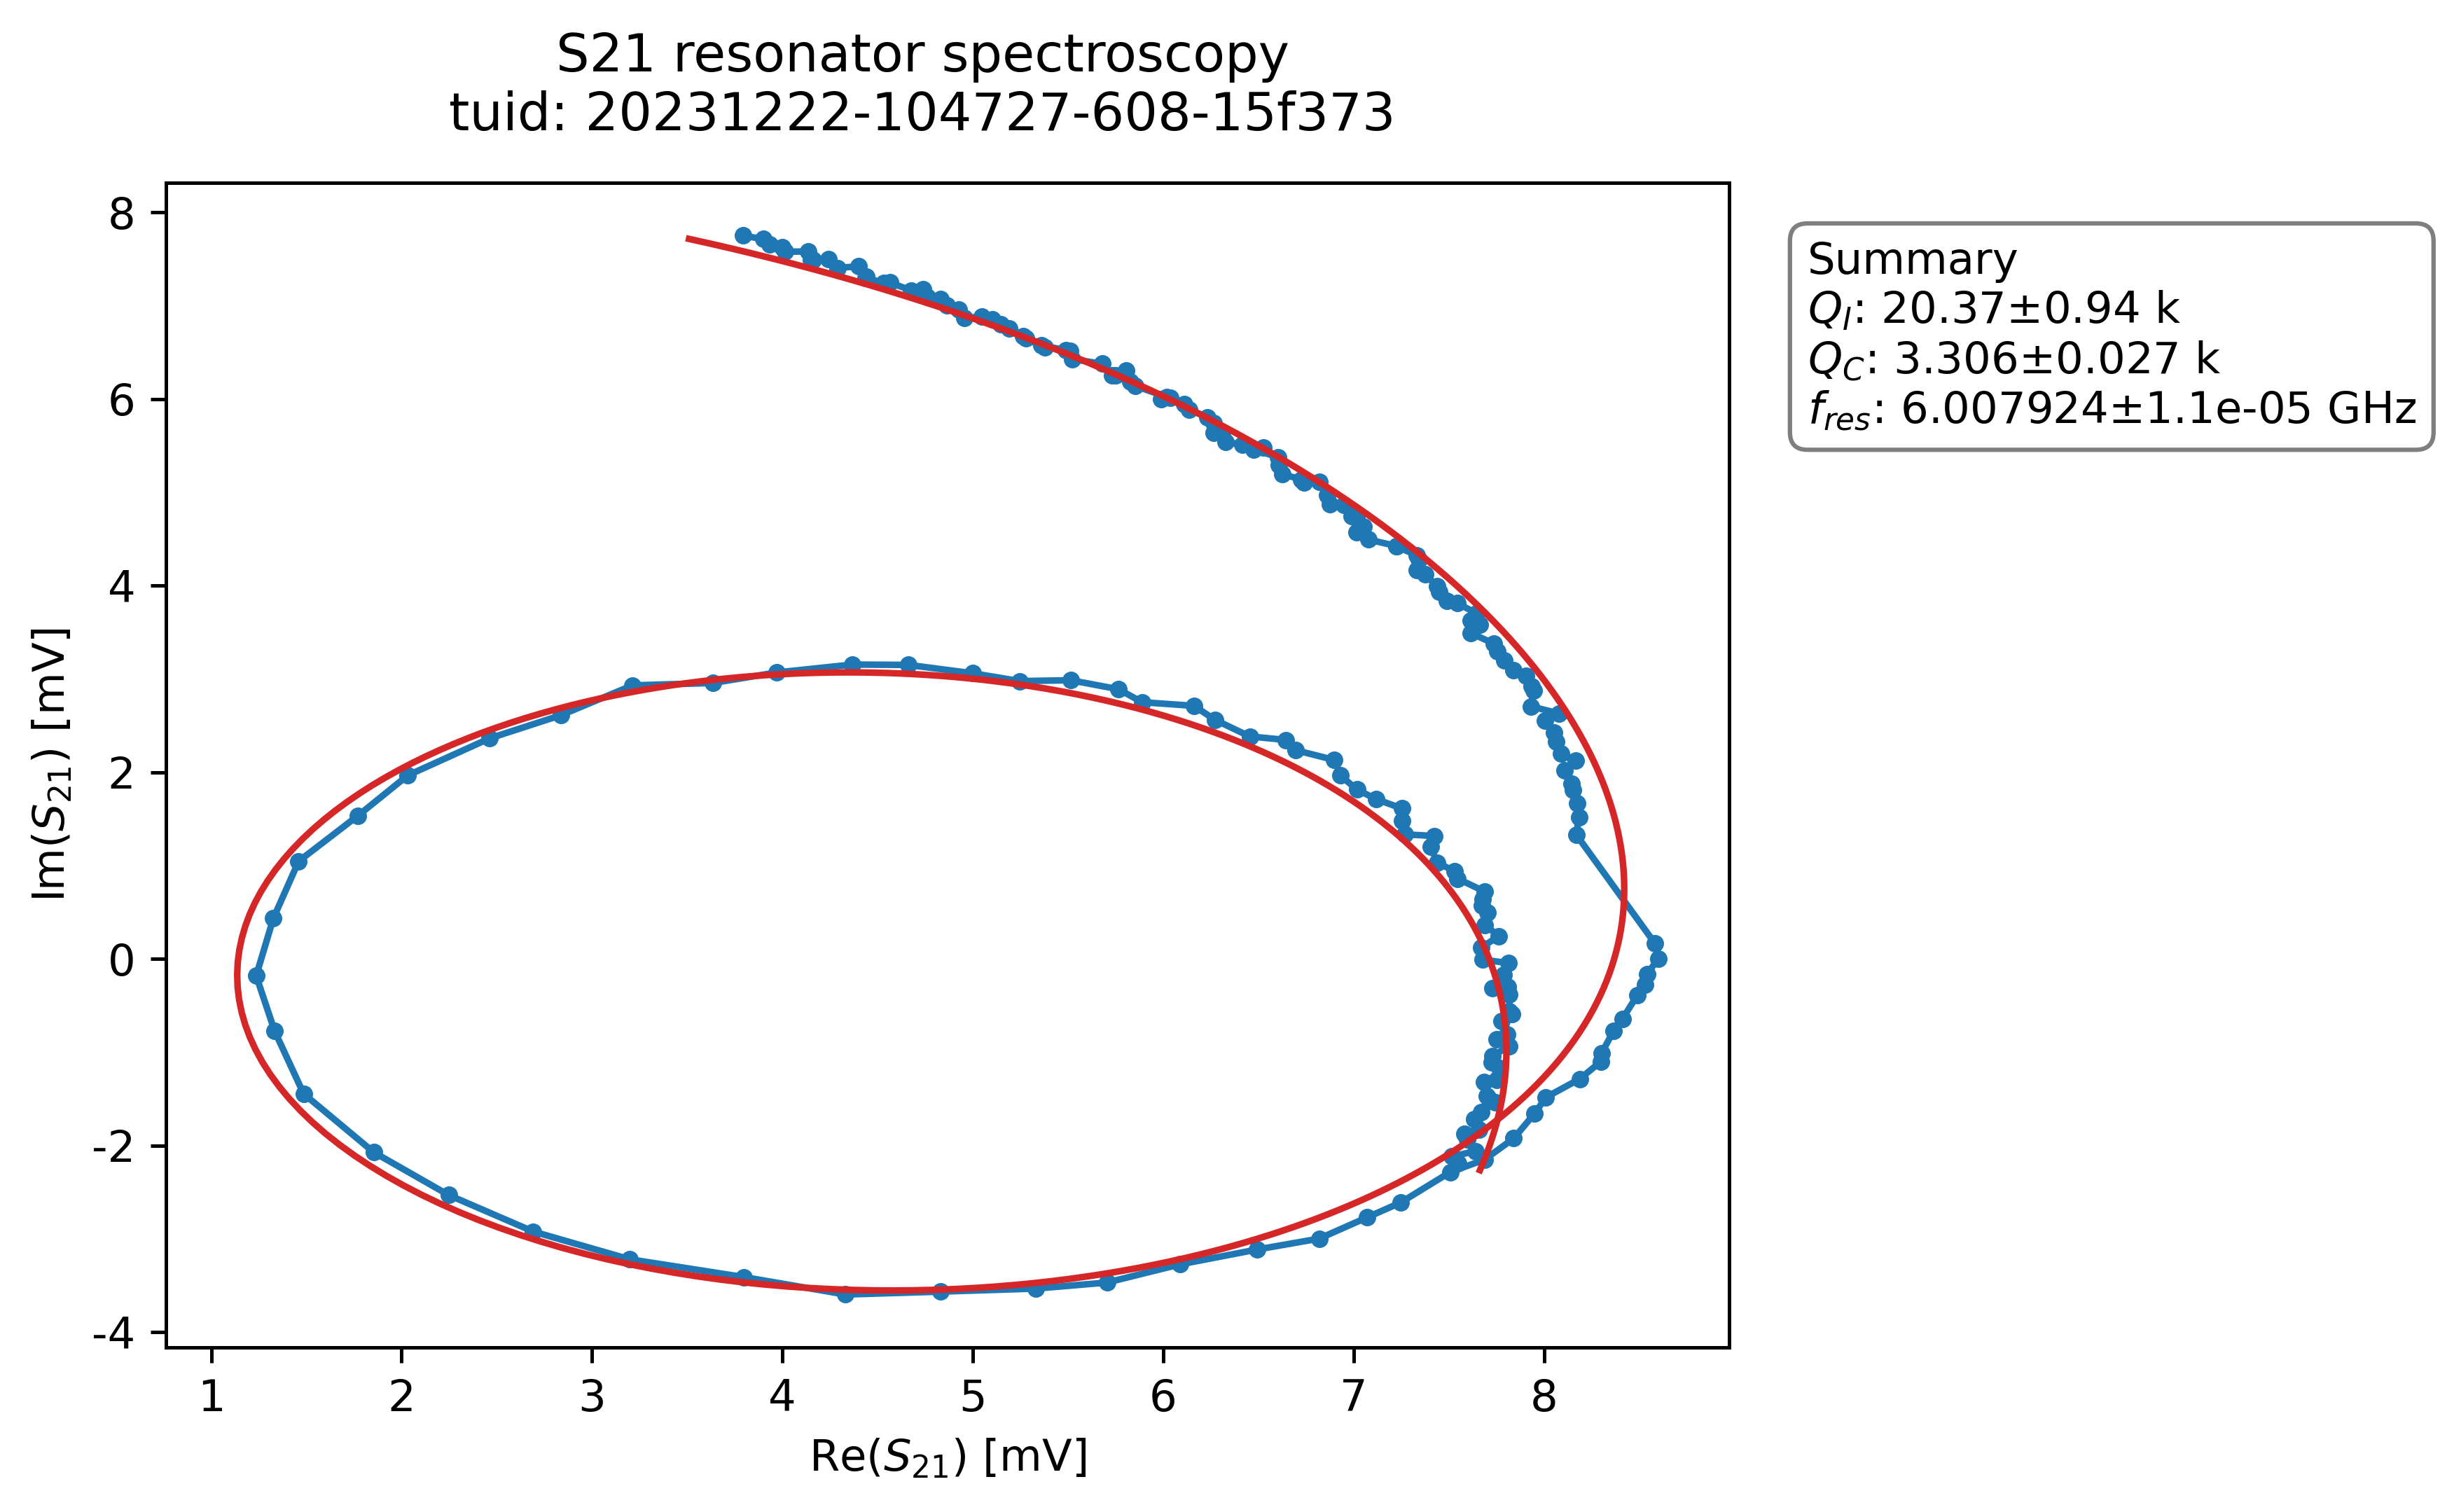 S21 resonator spectroscopy
tuid: 20231222-104727-608-15f373
8
6
4
2
0
-2
-4
Im(S21) [mV]
1 2 3 4 5 6 7 8
Re(S21) [mV]
Summary
QI: 20.37±0.94 k
QC: 3.306±0.027 k
fres: 6.007924±1.1e-05 GHz